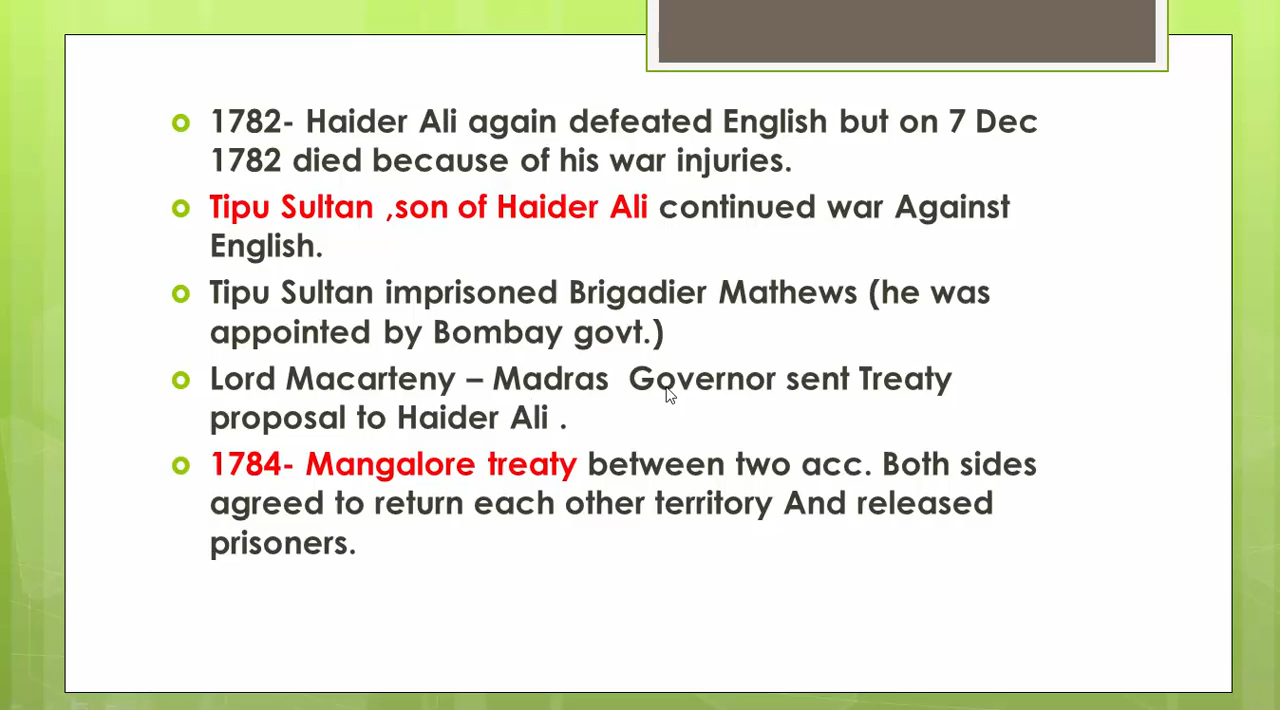 1782- Haider Ali again defeated English but on 7 Dec
1782 died because of his war injuries.
Tipu Sultan ,son of Haider Ali continued war Against
English.
Tipu Sultan imprisoned Brigadier Mathews (he was
appointed by Bombay govt.)
Lord Macarteny – Madras  Governor sent Treaty
proposal to Haider Ali .
1784- Mangalore treaty between two acc. Both sides
agreed to return each other territory And released
prisoners.